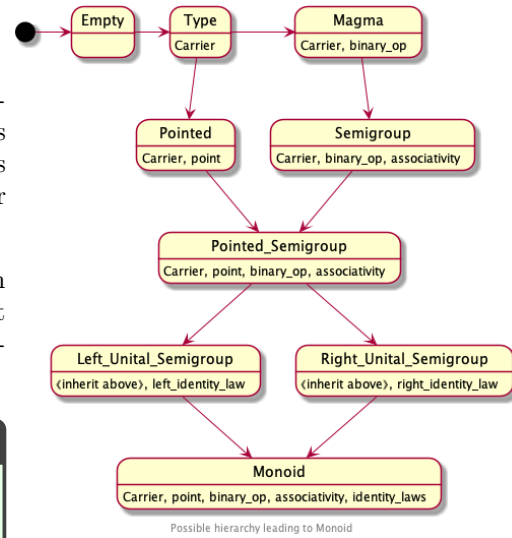 Empty
Type
Carrier
Magma
Carrier, binary_op
Pointed
Carrier, point
Semigroup
Carrier, binary_op, associativity
Pointed_Semigroup
Carrier, point, binary_op, associativity
Left_Unital_Semigroup
«inherit above», left_identity_law
Right_Unital_Semigroup
«inherit above», right_identity_law
Monoid
Carrier, point, binary_op, associativity, identity_laws
Possible hierarchy leading to Monoid